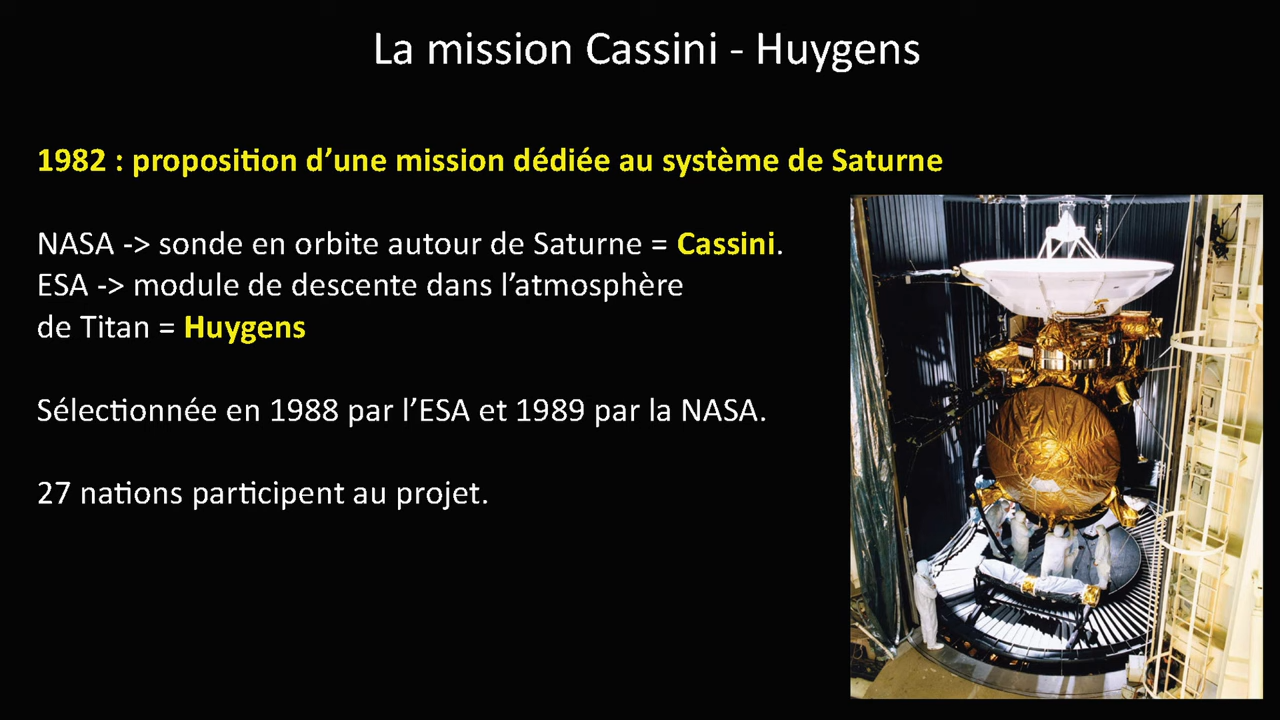 La mission Cassini - Huygens
1982 : proposition d’une mission dédiée au système de Saturne
NASA -> sonde en orbite autour de Saturne = Cassini.
ESA -> module de descente dans l’atmosphère
de Titan = Huygens
Sélectionnée en 1988 par l’ESA et 1989 par la NASA.
27 nations participent au projet.